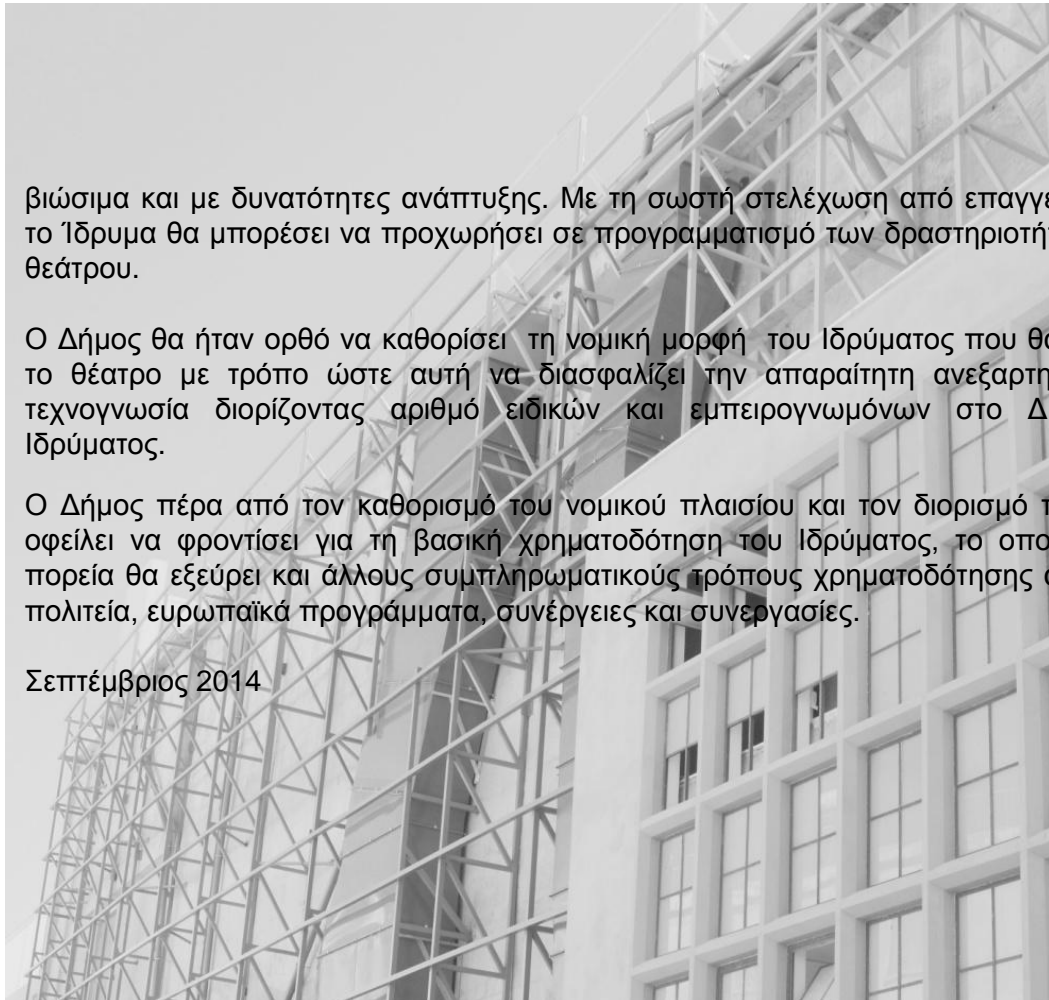 βιώσιμα και με δυνατότητες ανάπτυξης. Με τη σωστή στελέχωση από
το Ίδρυμα θα μπορέσει να προχωρήσει σε προγραμματισμό των
θεάτρου.
Ο Δήμος θα ήταν ορθό να καθορίσει τη νομική μορφή του Ιδρύματος που
το θέατρο με τρόπο ώστε αυτή να διασφαλίζει την απαραίτητη
τεχνογνωσία διορίζοντας αριθμό ειδικών και εμπειρογνωμόνων στο
Ιδρύματος.
Ο Δήμος πέρα από τον καθορισμό του νομικού πλαισίου και τον διορισμό
οφείλει να φροντίσει για τη βασική χρηματοδότηση του Ιδρύματος, το
πορεία θα εξεύρει και άλλους συμπληρωματικούς τρόπους χρηματοδότησης
πολιτεία, ευρωπαϊκά προγράμματα, συνέργειες και συνεργασίες.
Σεπτέμβριος 2014